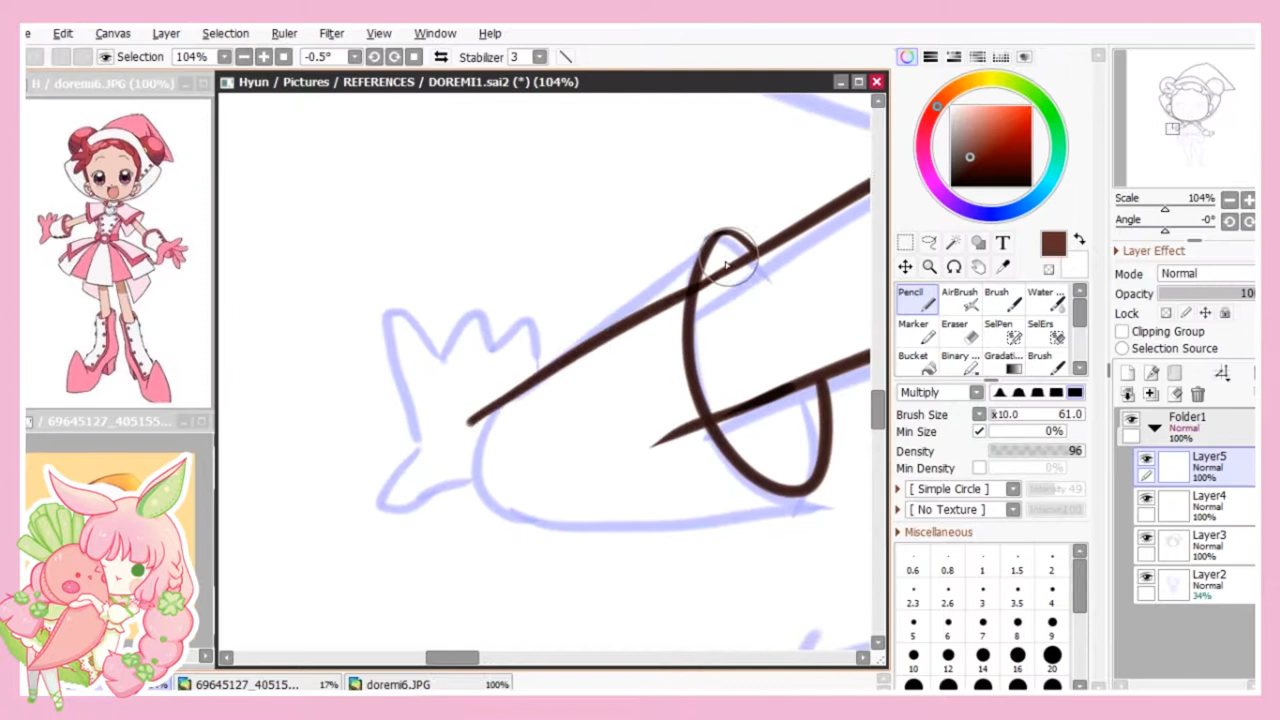 e Edit Canvas Layer Selection Ruler Filter View Window Help
Selection 104% -0.5° Stabilizer 3
H / doremi6.JPG (100%)
Hyun / Pictures / REFERENCES / DOREMI1.sai2 (*) (104%)
Scale 104%
Angle -0°
Layer Effect
Mode Normal
Opacity 10
Lock
Clipping Group
Selection Source
T
Pencil AirBrush Brush Water ...
Marker Eraser SelPen SelErs
Bucket Binary ... Gradati... Brush
Multiply
Brush Size x10.0 61.0
Min Size 0%
Density 96
Min Density 0%
[ Simple Circle ] Intensity 49
[ No Texture ]
Miscellaneous
0.6 0.8 1 1.5 2
2.3 2.6 3 3.5 4
5 6 7 8 9
10 12 14 16 20
Folder1
Normal
100%
Layer5
Normal
100%
Layer4
Normal
100%
Layer3
Normal
100%
Layer2
Normal
34%
/ 69645127_405155...
69645127_40515... 17% doremi6.JPG 100%